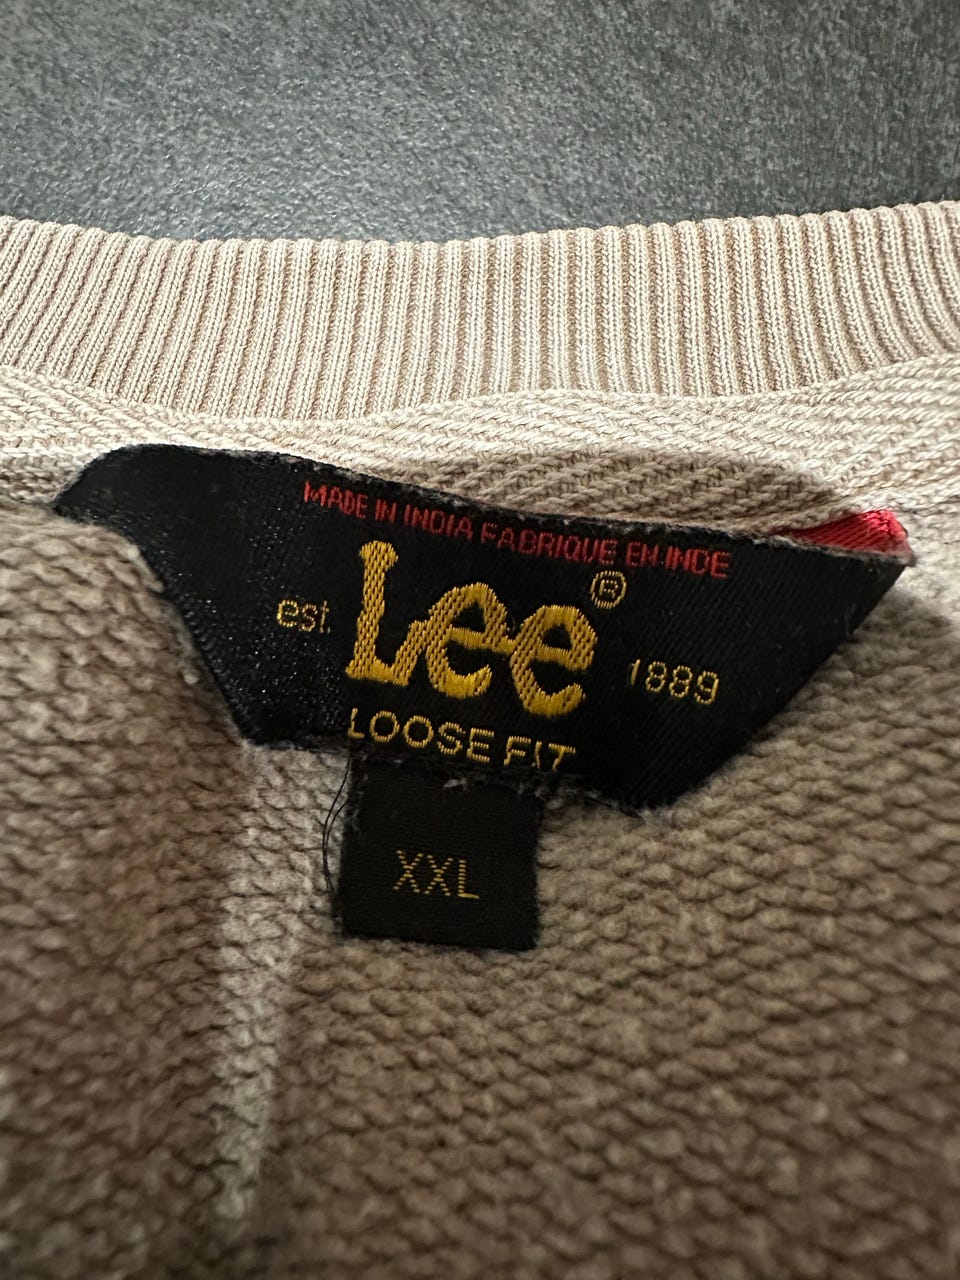 MADE IN INDIA FABRIQUE EN INDE
Lee®
est. 1889
LOOSE FIT
XXL